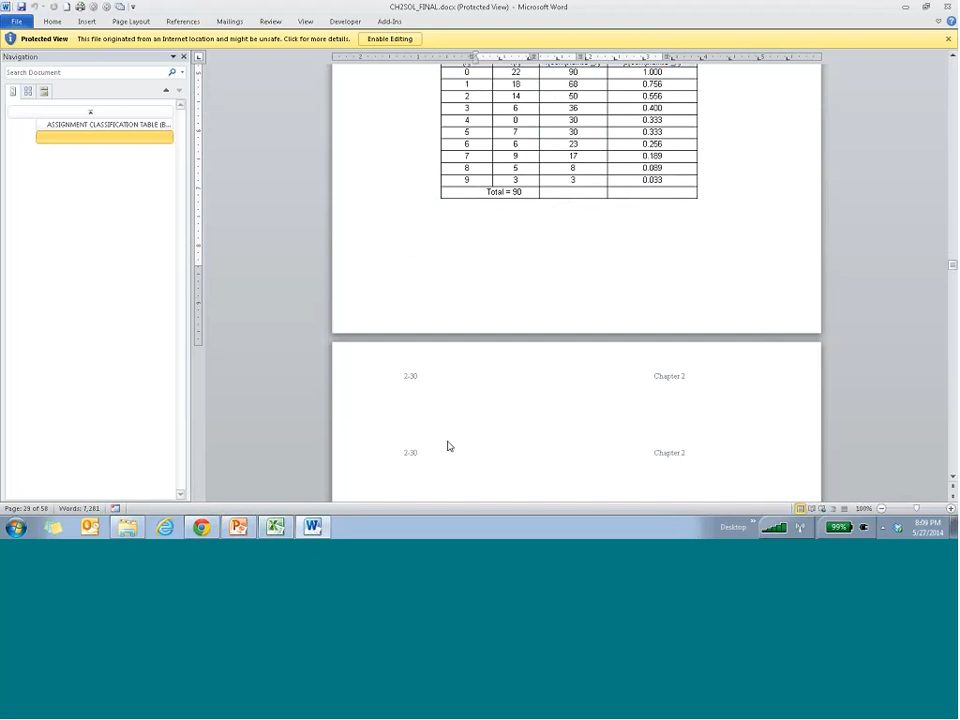 CH2SOL_FINAL.docx (Protected View) - Microsoft Word
File Home Insert Page Layout References Mailings Review View Developer Add-Ins
Protected View This file originated from an Internet location and might be unsafe. Click for more details. Enable Editing
Navigation
Search Document
ASSIGNMENT CLASSIFICATION TABLE (B...
0 22 90 1.000
1 18 68 0.756
2 14 50 0.556
3 6 36 0.400
4 0 30 0.333
5 7 30 0.333
6 6 23 0.256
7 9 17 0.189
8 5 8 0.089
9 3 3 0.033
Total = 90
2-30 Chapter 2
2-30 Chapter 2
Page: 29 of 58 Words: 7,281 100%
Desktop 99% 8:09 PM
5/27/2014